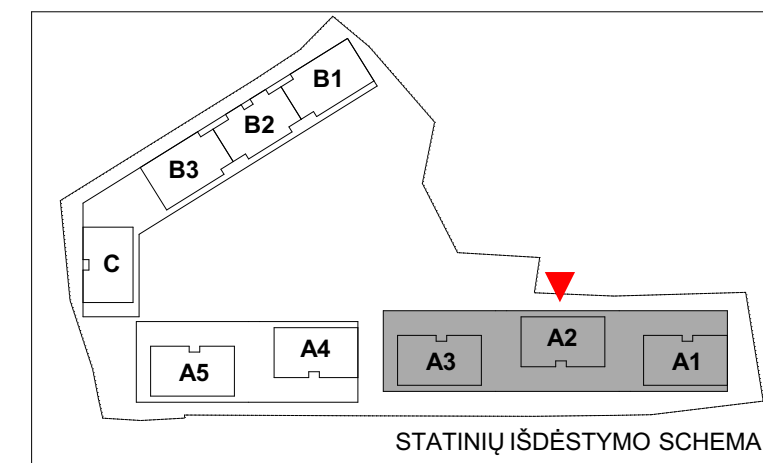 B1
B2
B3
C
A2
A4
A3
A1
A5
STATINIŲ IŠDĖSTYMO SCHEMA